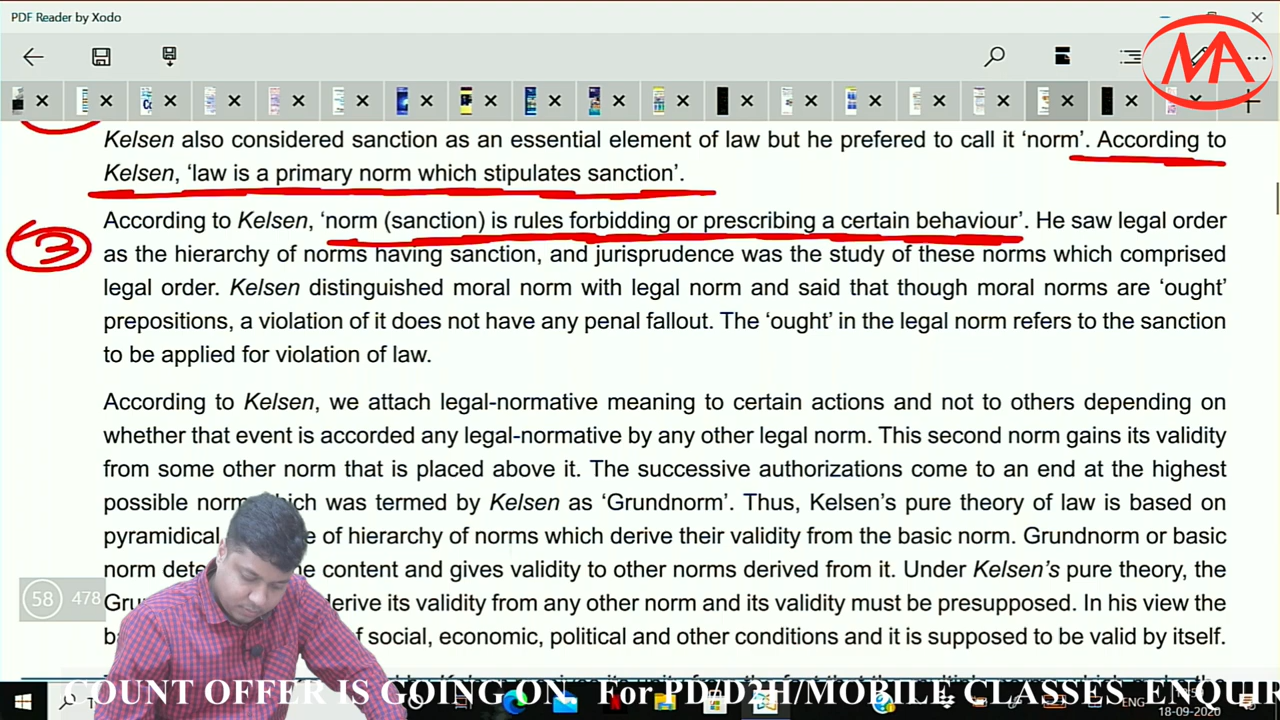 PDF Reader by Xodo
MA
Kelsen also considered sanction as an essential element of law but he prefered to call it ‘norm’. According to
Kelsen, ‘law is a primary norm which stipulates sanction’.
3
According to Kelsen, ‘norm (sanction) is rules forbidding or prescribing a certain behaviour’. He saw legal order
as the hierarchy of norms having sanction, and jurisprudence was the study of these norms which comprised
legal order. Kelsen distinguished moral norm with legal norm and said that though moral norms are ‘ought’
prepositions, a violation of it does not have any penal fallout. The ‘ought’ in the legal norm refers to the sanction
to be applied for violation of law.
According to Kelsen, we attach legal-normative meaning to certain actions and not to others depending on
whether that event is accorded any legal-normative by any other legal norm. This second norm gains its validity
from some other norm that is placed above it. The successive authorizations come to an end at the highest
possible norm which was termed by Kelsen as ‘Grundnorm’. Thus, Kelsen’s pure theory of law is based on
pyramidical of hierarchy of norms which derive their validity from the basic norm. Grundnorm or basic
norm content and gives validity to other norms derived from it. Under Kelsen’s pure theory, the
derive its validity from any other norm and its validity must be presupposed. In his view the
of social, economic, political and other conditions and it is supposed to be valid by itself.
58 478
COUNT OFFER IS GOING ON. For PD/D2H/MOBILE CLASSES ENQUIR
ENG
18-09-2020